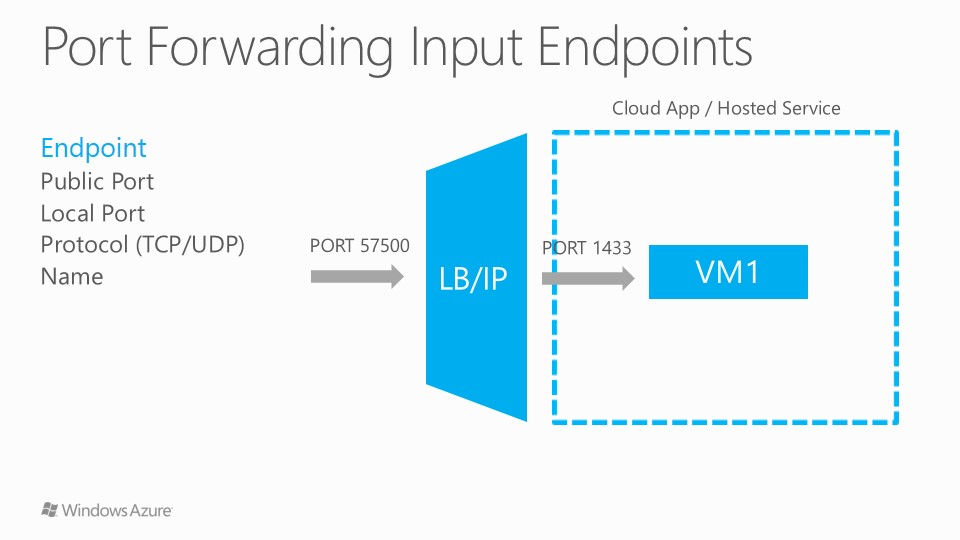 Port Forwarding Input Endpoints
Cloud App / Hosted Service
Endpoint
Public Port
Local Port
Protocol (TCP/UDP)
Name
PORT 57500
LB/IP
PORT 1433
VM1
Windows Azure